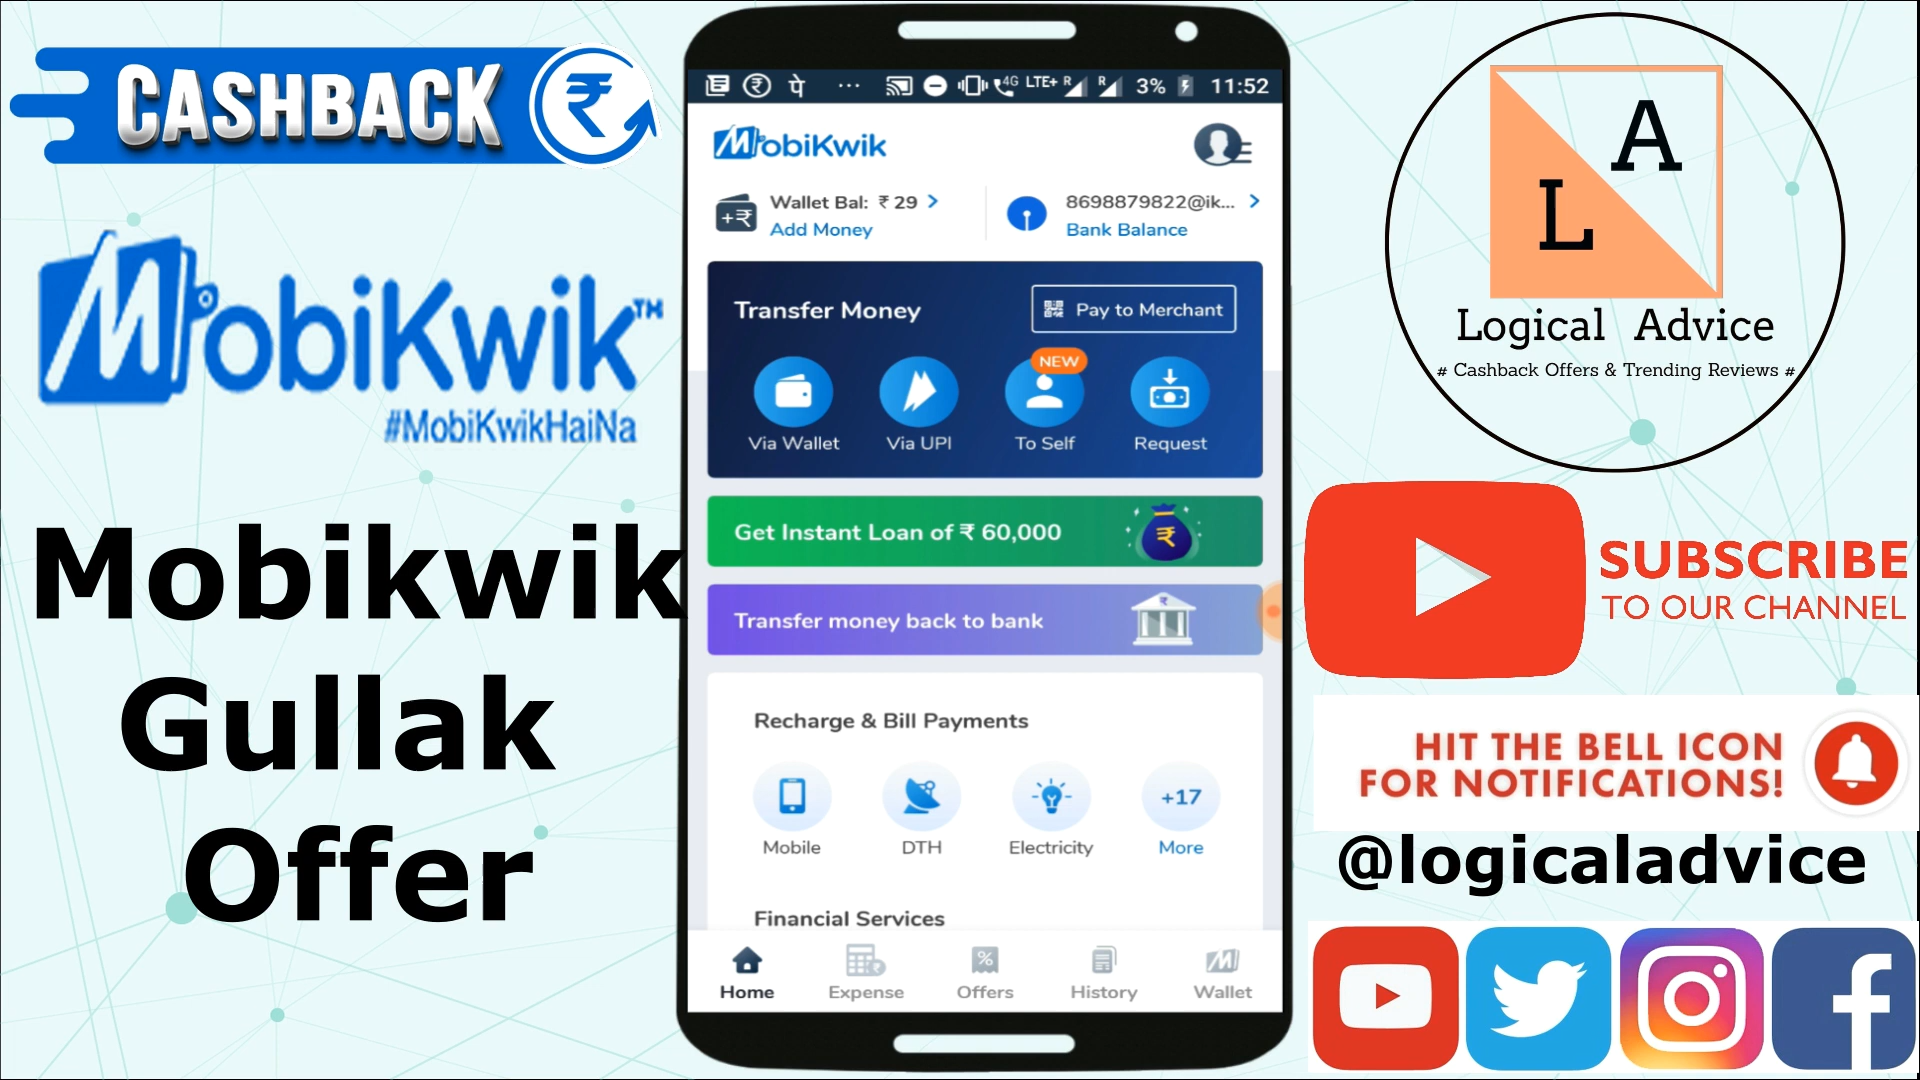 CASHBACK ₹
MobiKwik™
#MobiKwikHaiNa
Mobikwik
Gullak
Offer
₹ पे ... 4G LTE+ R R 3% 11:52
MobiKwik
Wallet Bal: ₹ 29 >
Add Money
8698879822@ik... >
Bank Balance
Transfer Money
Pay to Merchant
NEW
Via Wallet
Via UPI
To Self
Request
Get Instant Loan of ₹ 60,000
₹
Transfer money back to bank
₹
Recharge & Bill Payments
+17
Mobile
DTH
Electricity
More
Financial Services
Home
Expense
Offers
History
Wallet
A
L
Logical Advice
# Cashback Offers & Trending Reviews #
SUBSCRIBE
TO OUR CHANNEL
HIT THE BELL ICON
FOR NOTIFICATIONS!
@logicaladvice